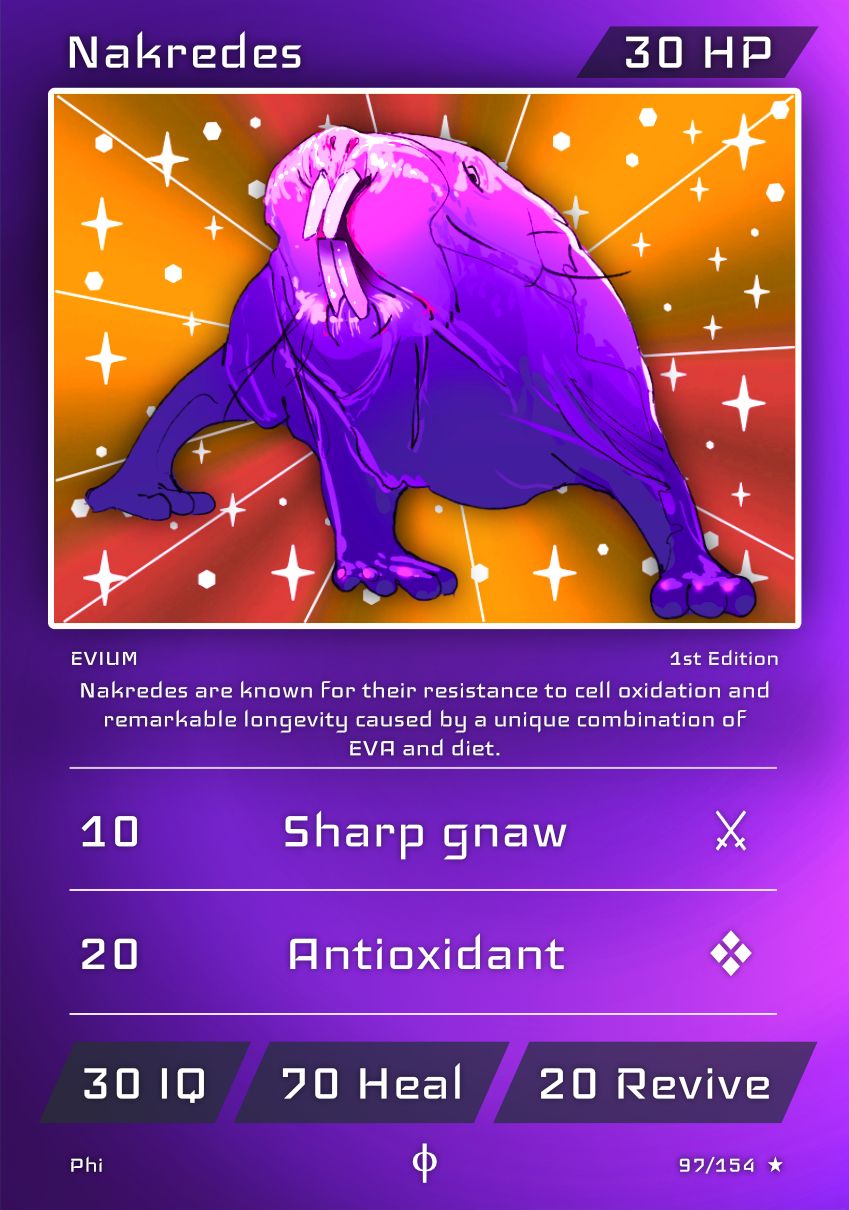 Nakredes
30 HP
EVIUM
1st Edition
Nakredes are known for their resistance to cell oxidation and
remarkable longevity caused by a unique combination of
EVA and diet.
10 Sharp gnaw
20 Antioxidant
30 IQ
70 Heal
20 Revive
Phi
ф
97/154 ★